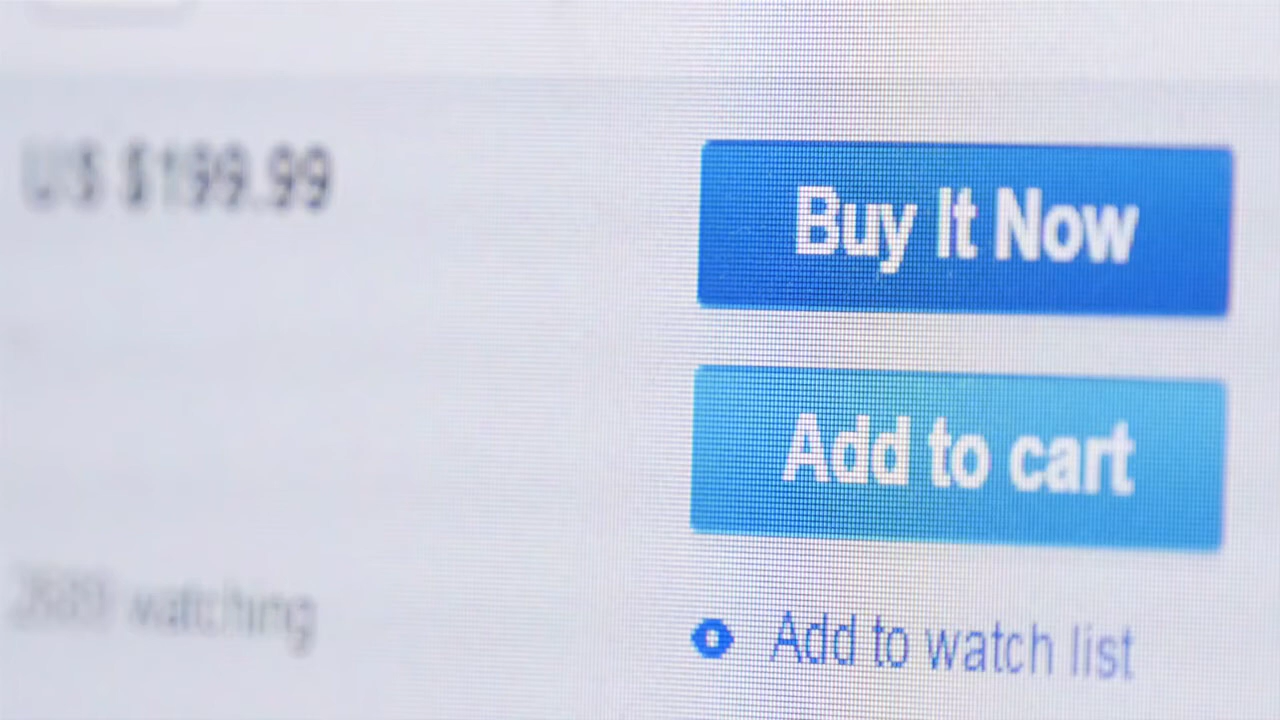 US $199.99
Buy It Now
Add to cart
watching
Add to watch list